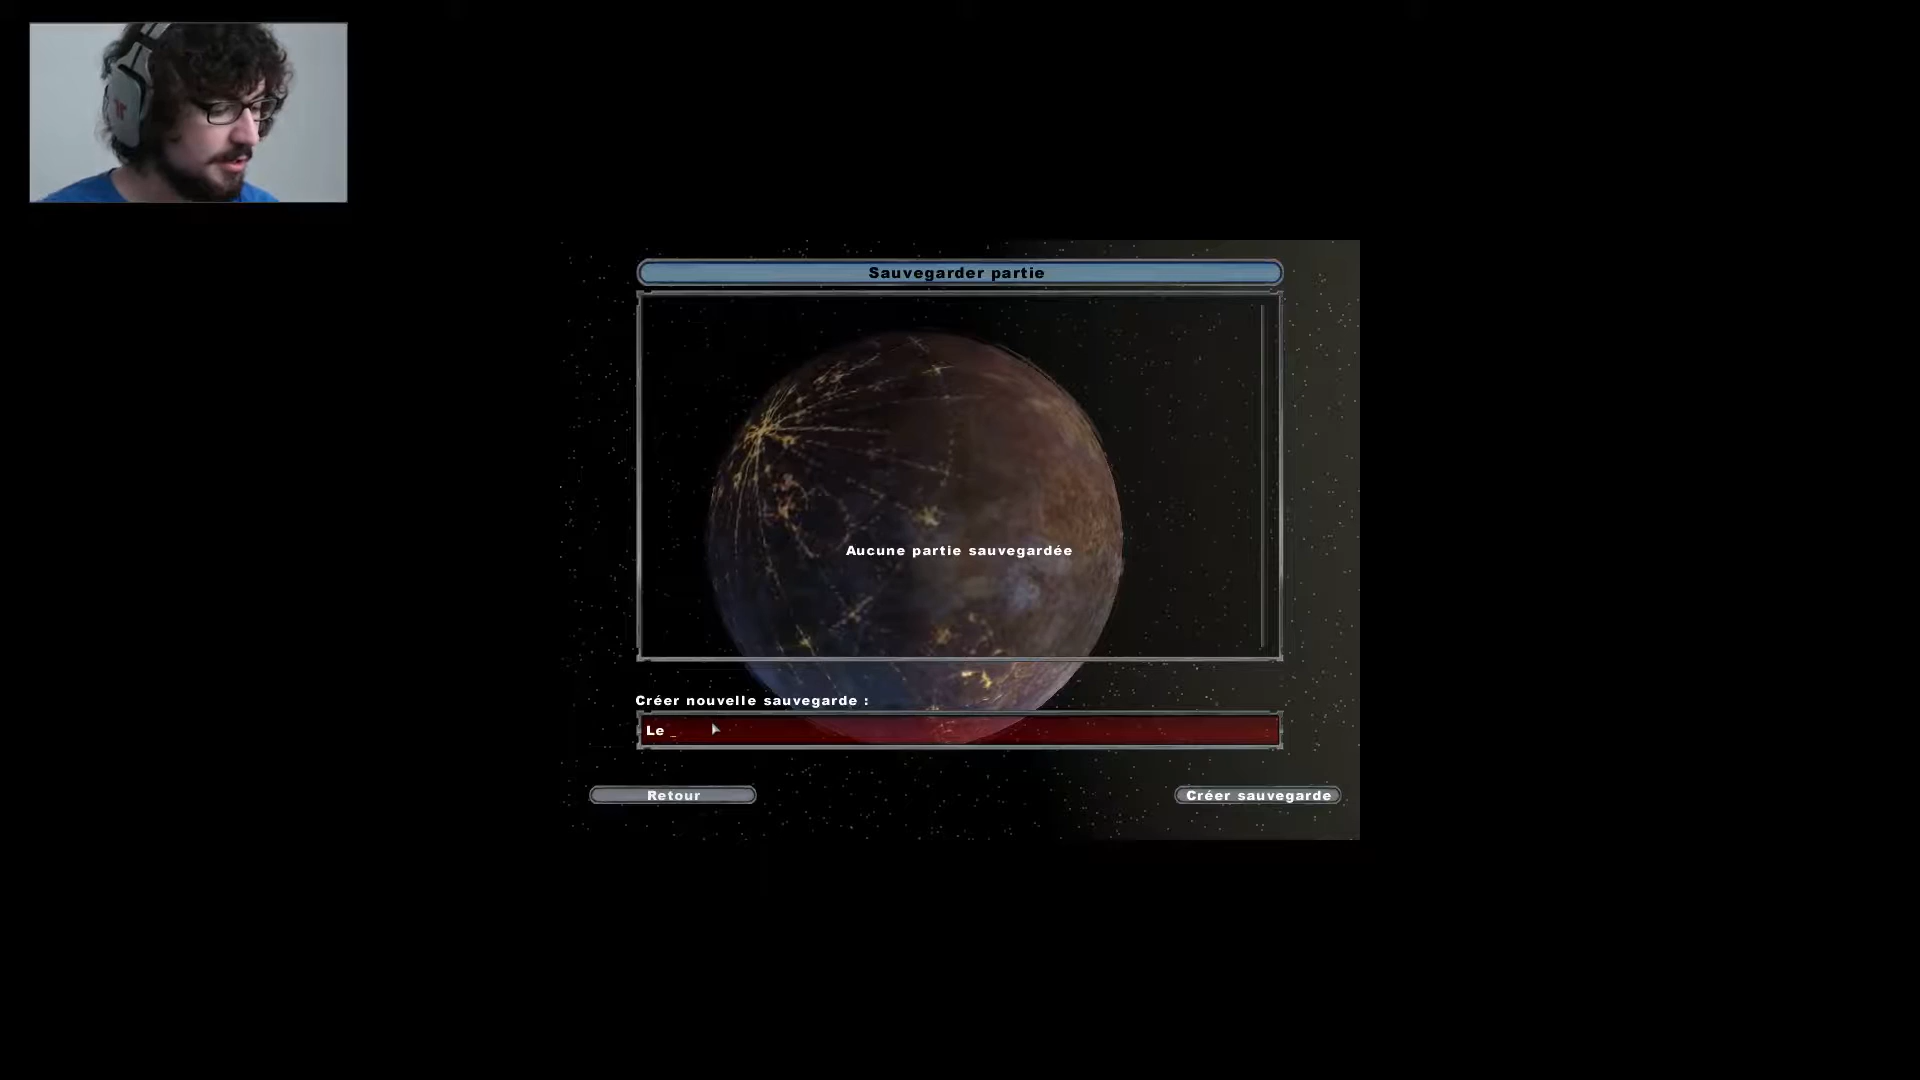 Sauvegarder partie
Aucune partie sauvegardée
Créer nouvelle sauvegarde :
Le _
Retour
Créer sauvegarde